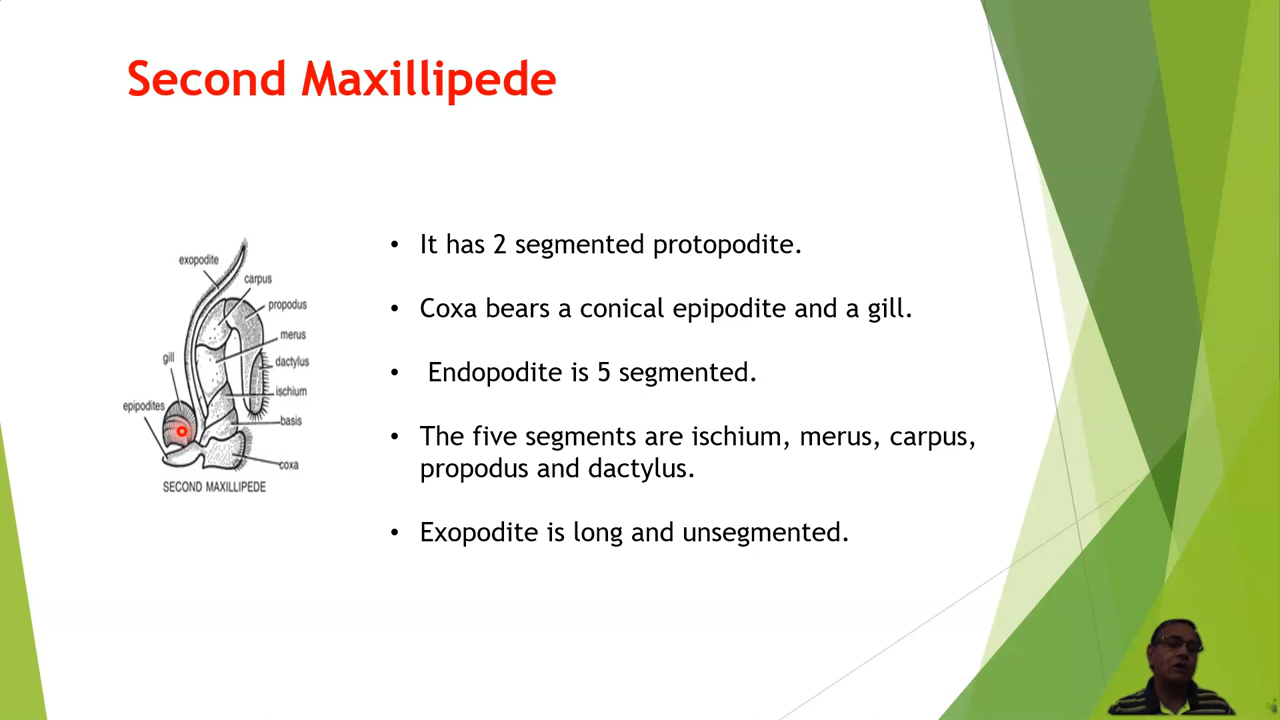 Second Maxillipede
exopodite
carpus
propodus
merus
gill
dactylus
ischium
epipodites
basis
coxa
SECOND MAXILLIPEDE
• It has 2 segmented protopodite.
• Coxa bears a conical epipodite and a gill.
• Endopodite is 5 segmented.
• The five segments are ischium, merus, carpus,
propodus and dactylus.
• Exopodite is long and unsegmented.